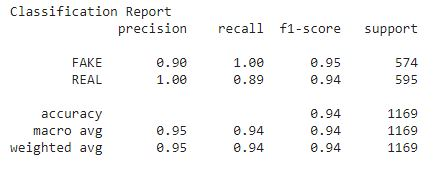 Classification Report
precision recall f1-score support
FAKE 0.90 1.00 0.95 574
REAL 1.00 0.89 0.94 595
accuracy 0.94 1169
macro avg 0.95 0.94 0.94 1169
weighted avg 0.95 0.94 0.94 1169